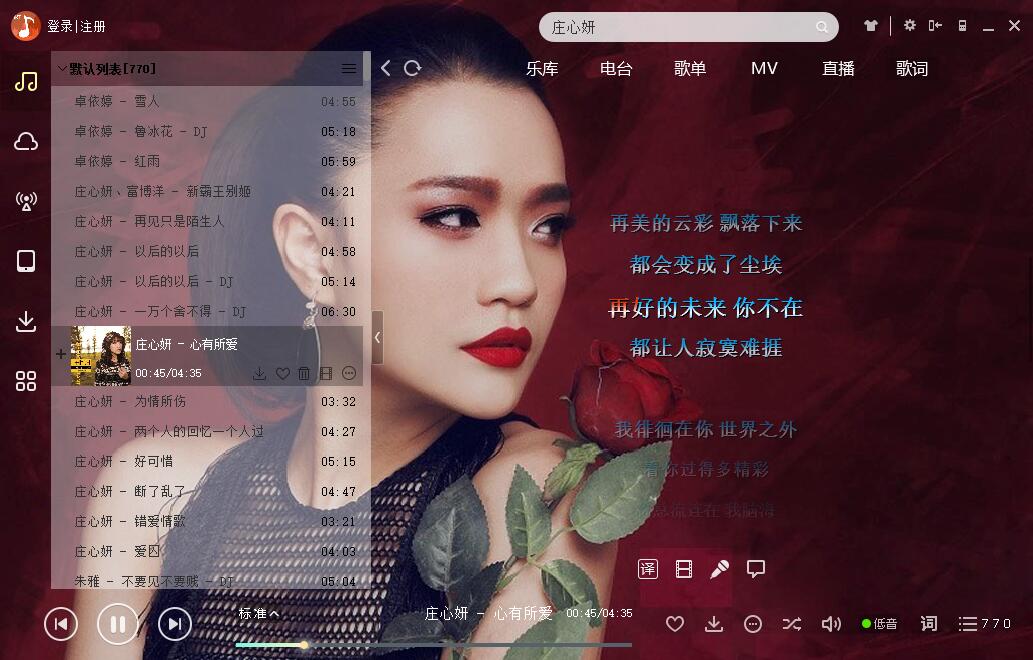 登录|注册
庄心妍
乐库 电台 歌单 MV 直播 歌词
默认列表[770]
卓依婷 - 雪人 04:55
卓依婷 - 鲁冰花 - DJ 05:18
卓依婷 - 红雨 05:59
庄心妍、富博洋 - 新霸王别姬 04:21
庄心妍 - 再见只是陌生人 04:11
庄心妍 - 以后的以后 04:58
庄心妍 - 以后的以后 - DJ 05:14
庄心妍 - 一万个舍不得 - DJ 06:30
庄心妍 - 心有所爱
00:45/04:35
庄心妍 - 为情所伤 03:32
庄心妍 - 两个人的回忆一个人过 04:27
庄心妍 - 好可惜 05:15
庄心妍 - 断了乱了 04:47
庄心妍 - 错爱情歌 03:21
庄心妍 - 爱囚 04:03
朱雅 - 不要见不要贱 - DJ 05:04
再美的云彩 飘落下来
都会变成了尘埃
再好的未来 你不在
都让人寂寞难捱
我徘徊在你 世界之外
看你过得多精彩
流连在 我脑海
译
标准
庄心妍 - 心有所爱 00:45/04:35
低音 词 770